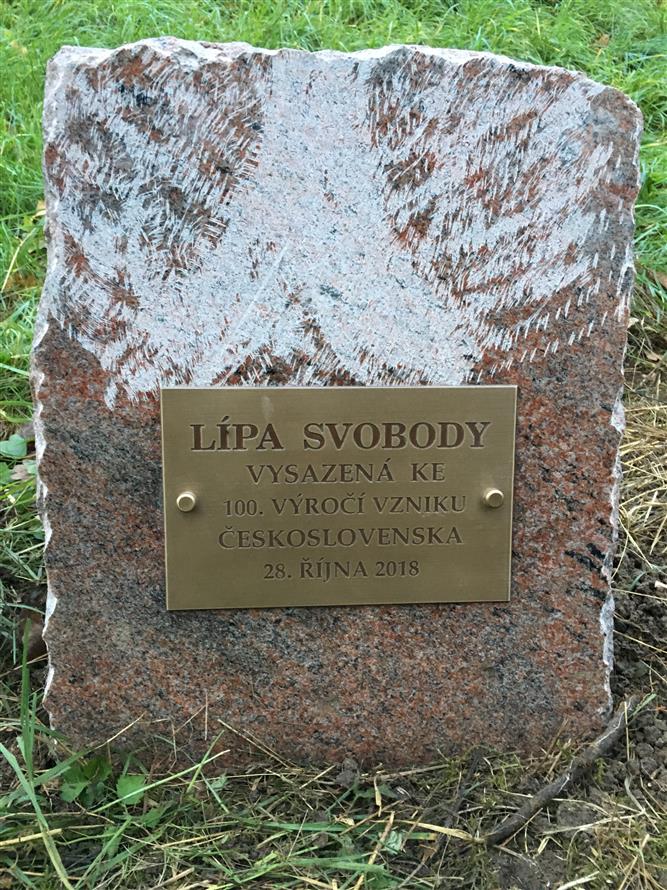 LÍPA SVOBODY
VYSAZENÁ KE
100. VÝROČÍ VZNIKU
ČESKOSLOVENSKA
28. ŘÍJNA 2018